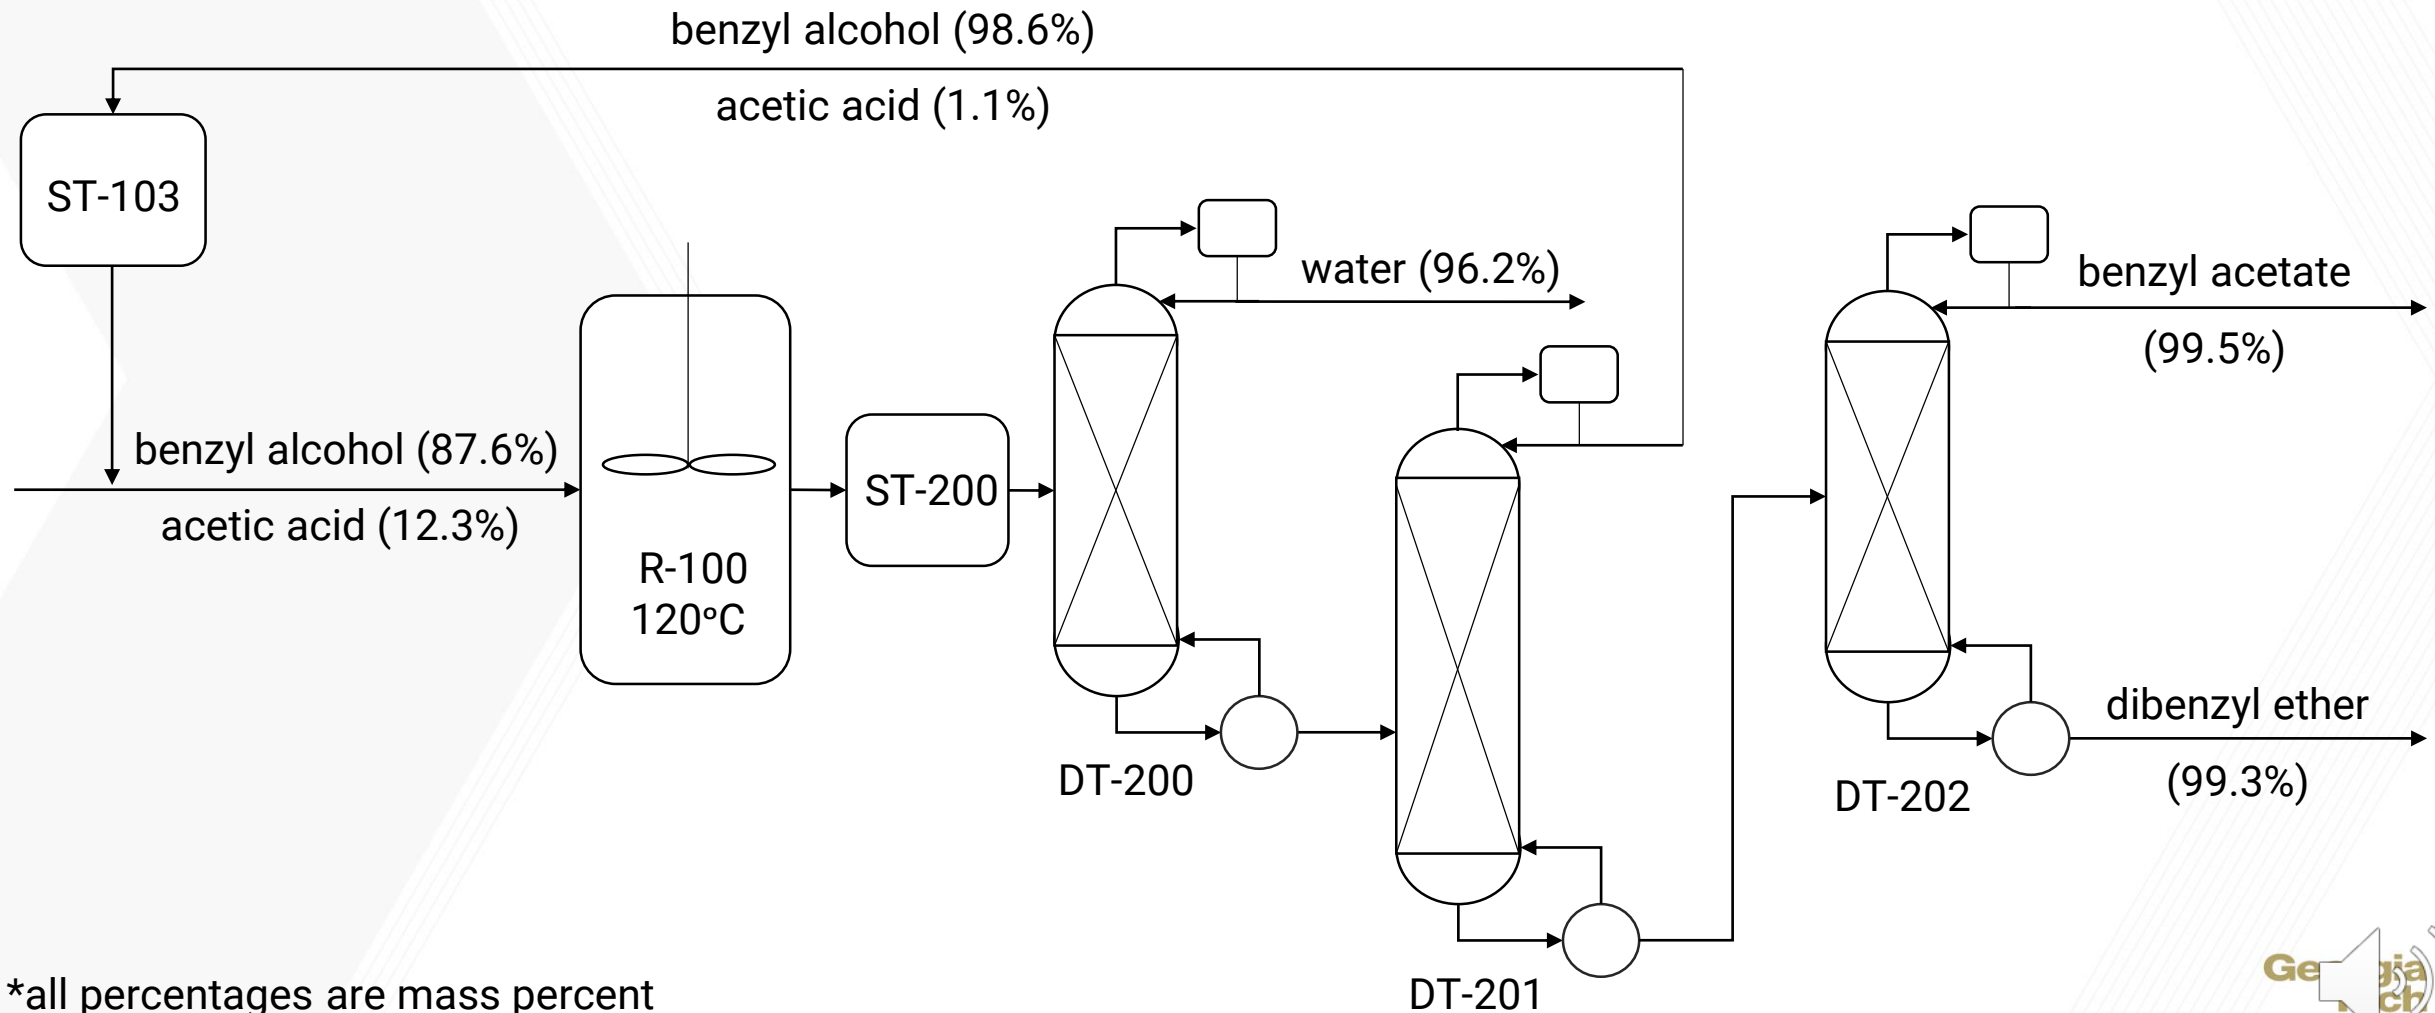 benzyl alcohol (98.6%)
acetic acid (1.1%)
ST-103
water (96.2%)
benzyl acetate
(99.5%)
benzyl alcohol (87.6%)
acetic acid (12.3%)
R-100
120°C
ST-200
DT-200
DT-201
DT-202
dibenzyl ether
(99.3%)
*all percentages are mass percent